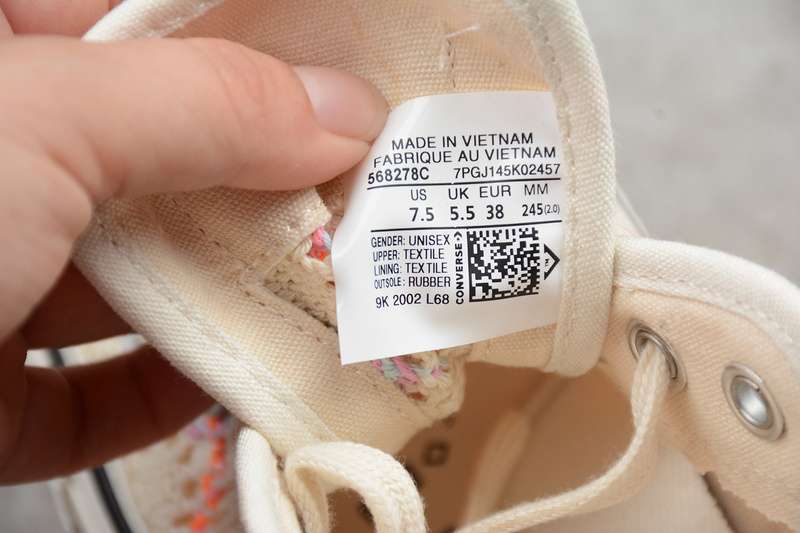 MADE IN VIETNAM
FABRIQUE AU VIETNAM
568278C 7PGJ145K02457
US UK EUR MM
7.5 5.5 38 245(2.0)
GENDER: UNISEX
UPPER: TEXTILE
LINING: TEXTILE
OUTSOLE: RUBBER
9K 2002 L68
CONVERSE